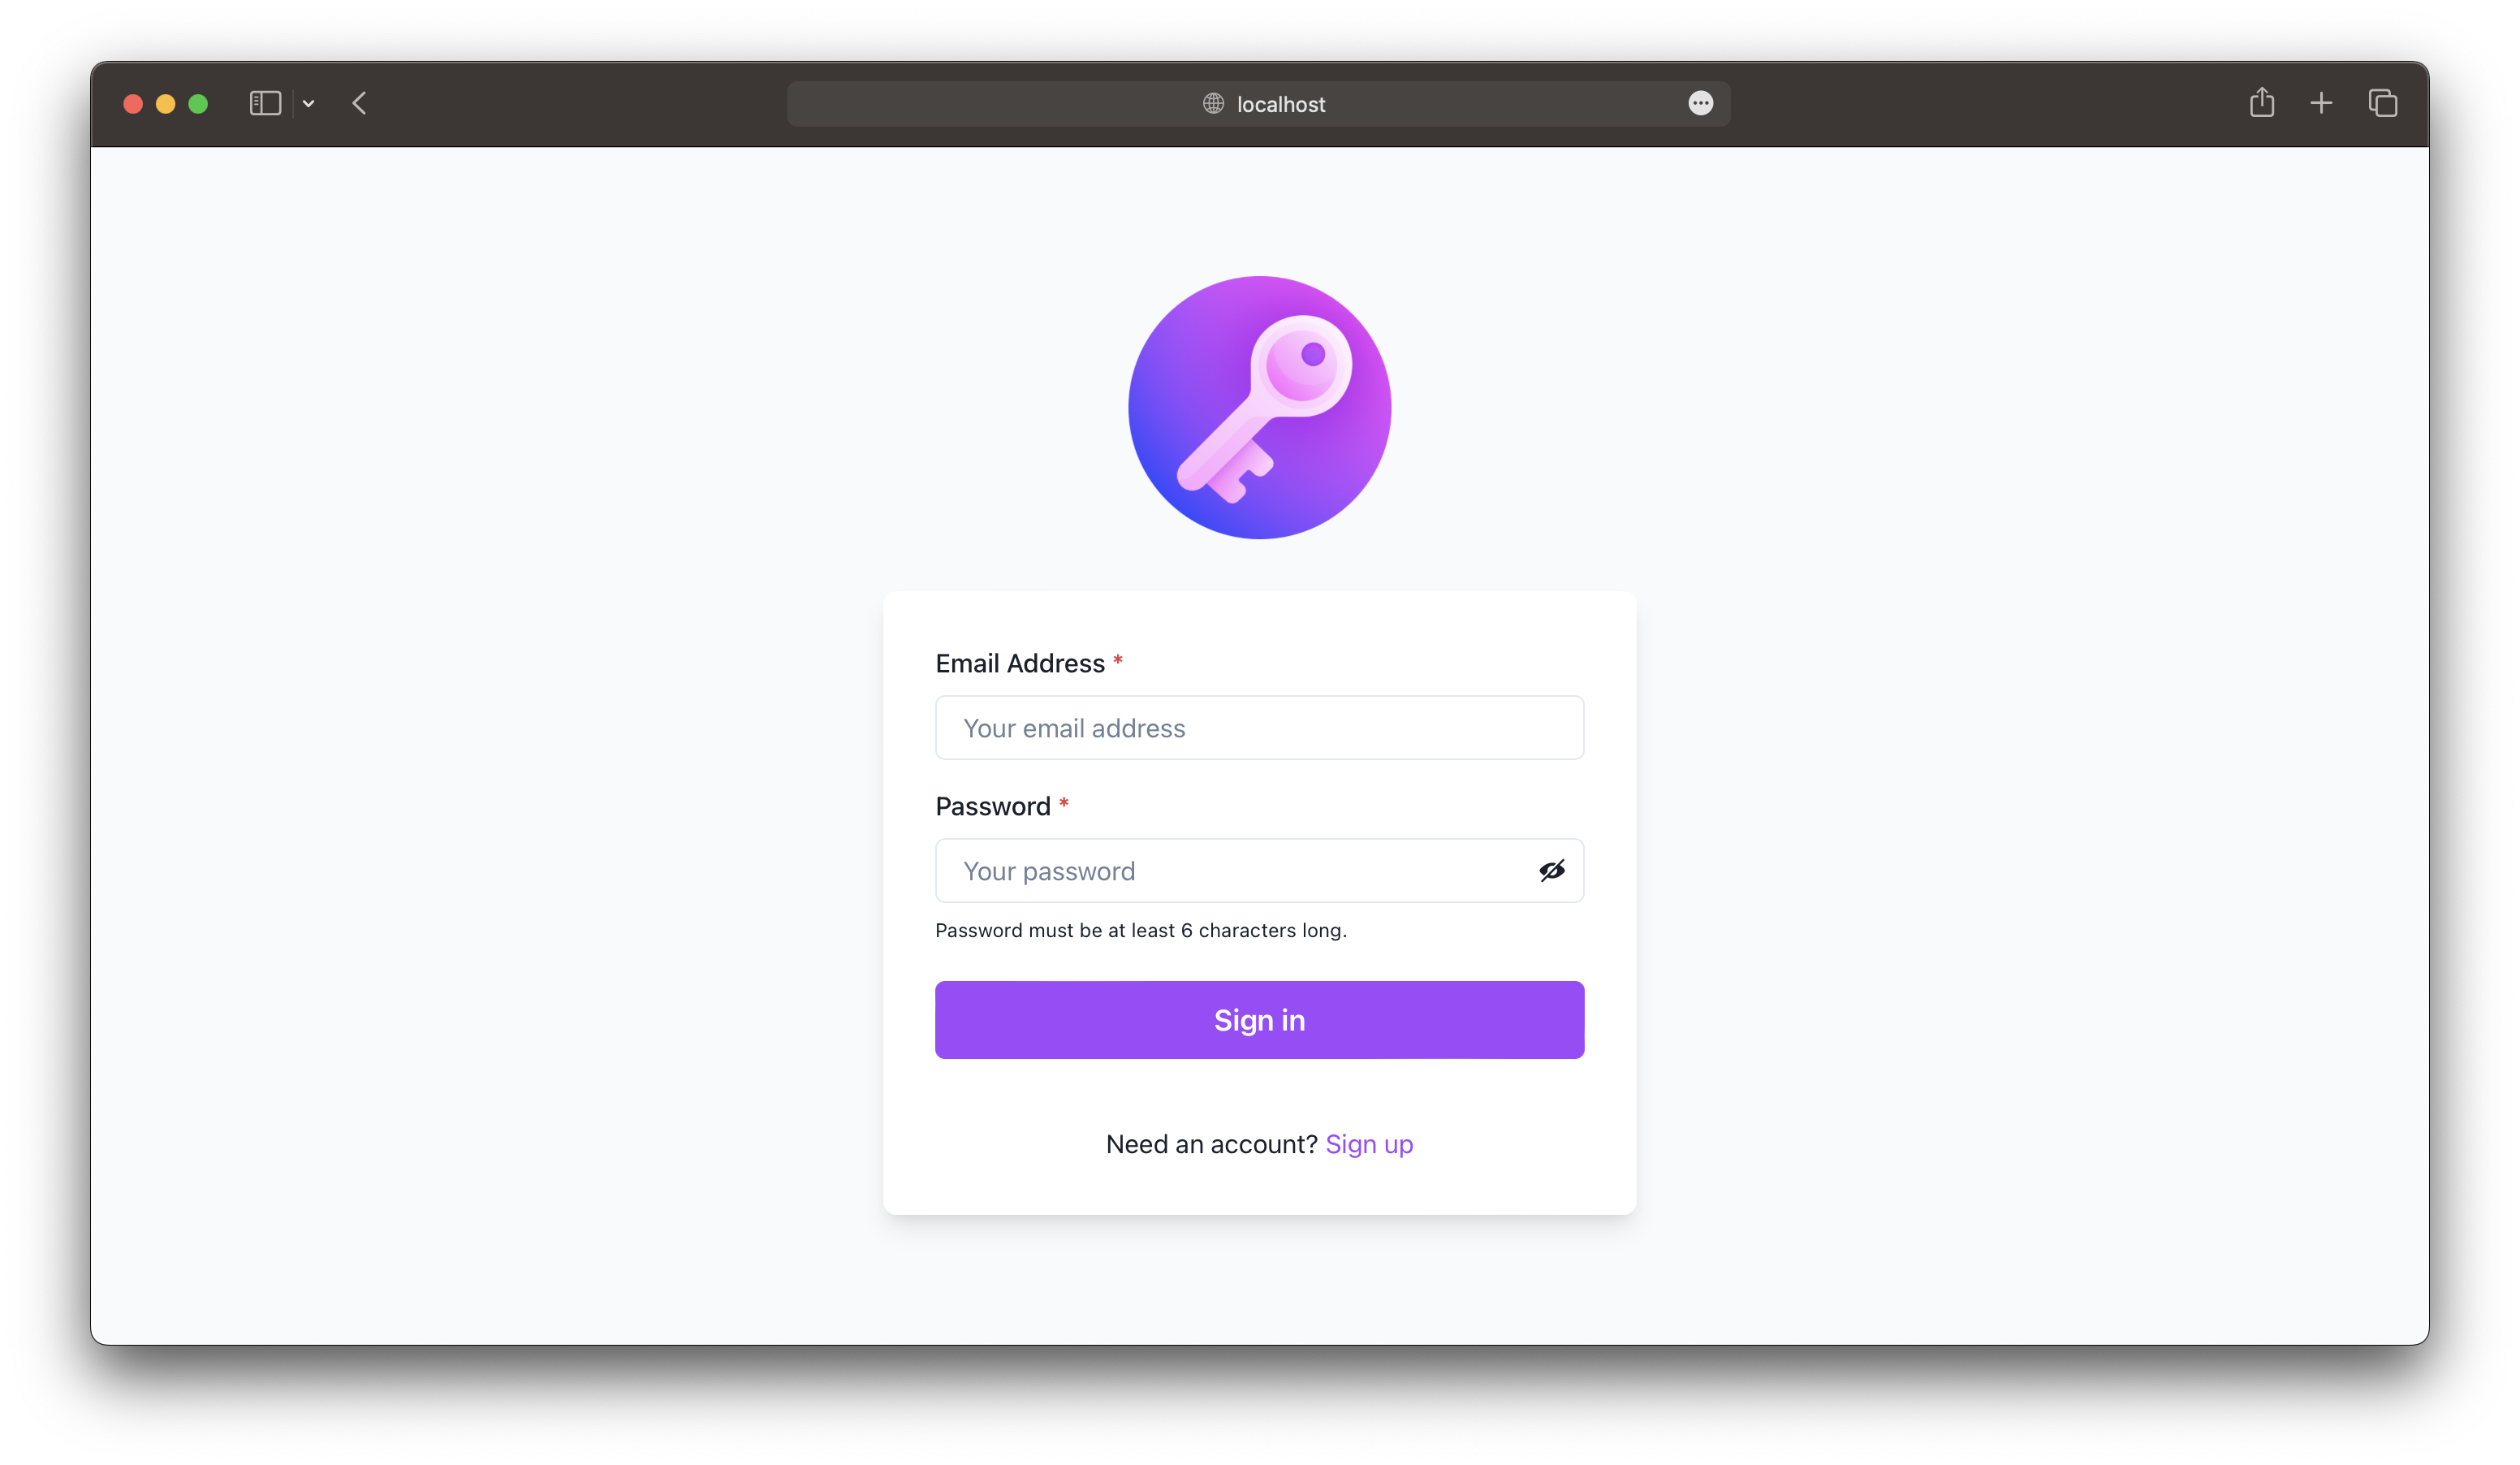 localhost
Email Address *
Your email address
Password *
Your password
Password must be at least 6 characters long.
Sign in
Need an account? Sign up